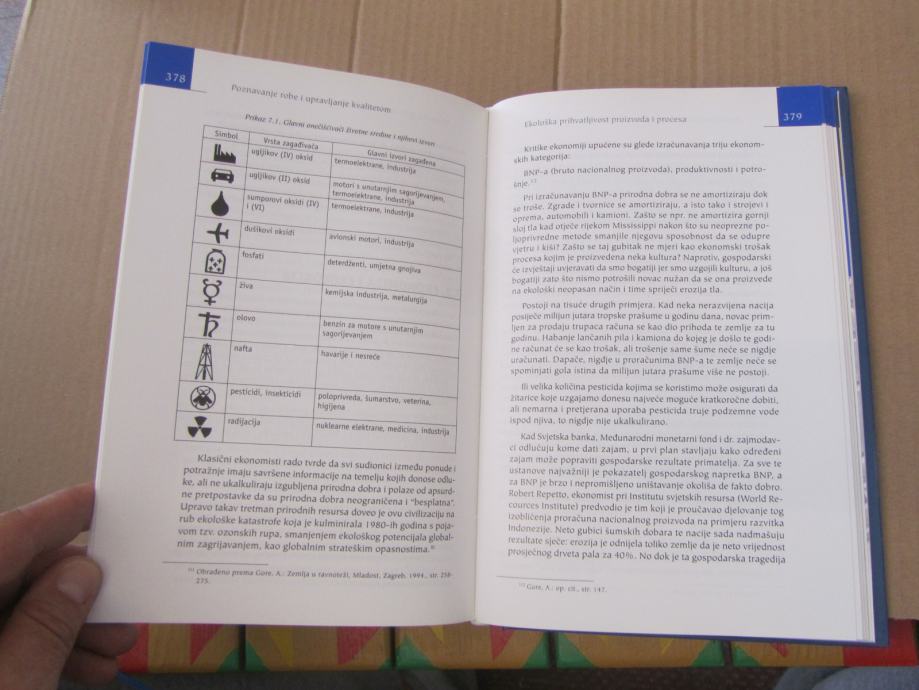 378
Poznavanje robe i upravljanje kvalitetom
Prikaz 7.1. Glavni onečišćivači životne sredine i njihovi izvori
Simbol Vrsta zagađivača Glavni izvori zagađena
ugljikov (IV) oksid termoelektrane, industrija
ugljikov (II) oksid motori s unutarnjim sagorijevanjem,
termoelektrane, industrija
sumporovi oksidi (IV) termoelektrane, industrija
i (VI)
dušikovi oksidi avionski motori, industrija
fosfati deterdženti, umjetna gnojiva
živa kemijska industrija, metalurgija
olovo benzin za motore s unutarnjim
sagorijevanjem
nafta havarije i nesreće
pesticidi, insekticidi poloprivreda, šumarstvo, veterina,
higijena
radijacija nuklearne elektrane, medicina, industrija
Klasični ekonomisti rado tvrde da svi sudionici između ponude i
potražnje imaju savršene informacije na temelju kojih donose odlu-
ke, ali ne ukalkuliraju izgubljena prirodna dobra i polaze od apsurd-
ne pretpostavke da su prirodna dobra neograničena i "besplatna".
Upravo takav tretman prirodnih resursa doveo je ovu civilizaciju na
rub ekološke katastrofe koja je kulminirala 1980-ih godina s poja-
vom tzv. ozonskih rupa, smanjenjem ekološkog potencijala global-
nim zagrijavanjem, kao globalnim strateškim opasnostima.
Obrađeno prema Gore, A.: Zemlja u ravnoteži, Mladost, Zagreb, 1994., str. 258-
275.
379
Ekološka prihvatljivost proizvoda i procesa
Kritike ekonomiji upućene su glede izračunavanja triju ekonom-
skih kategorija:
BNP-a (bruto nacionalnog proizvoda), produktivnosti i potro-
šnje.
Pri izračunavanju BNP-a prirodna dobra se ne amortiziraju dok
se troše. Zgrade i tvornice se amortiziraju, a isto tako i strojevi i
oprema, automobili i kamioni. Zašto se npr. ne amortizira gornji
sloj tla kad otječe rijekom Mississippi nakon što su neoprezne po-
ljoprivredne metode smanjile njegovu sposobnost da se odupre
vjetru i kiši? Zašto se taj gubitak ne mjeri kao ekonomski trošak
procesa kojim je proizvedena neka kultura? Naprotiv, gospodarski
će izvještaji uvjeravati da smo bogatiji jer smo uzgojili kulturu, a još
bogatiji zato što nismo potrošili novac nužan da se ona proizvede
na ekološki neopasan način i time spriječi erozija tla.
Postoji na tisuće drugih primjera. Kad neka nerazvijena nacija
posiječe milijun jutara tropske prašume u godinu dana, novac prim-
ljen za prodaju trupaca računa se kao dio prihoda te zemlje za tu
godinu. Habanje lančanih pila i kamiona do kojeg je došlo te godi-
ne računat će se kao trošak, ali trošenje same šume neće se nigdje
uračunati. Dapače, nigdje u proračunima BNP-a te zemlje neće se
spominjati gola istina da milijun jutara prašume više ne postoji.
Ili velika količina pesticida kojima se koristimo može osigurati da
žitarice koje uzgajamo donesu najveće moguće kratkoročne dobiti,
ali nemarna i pretjerana uporaba pesticida truje podzemne vode
ispod njiva, to nigdje nije ukalkulirano.
Kad Svjetska banka, Međunarodni monetarni fond i dr. zajmodav-
ci odlučuju kome dati zajam, u prvi plan stavljaju kako određeni
zajam može popraviti gospodarske rezultate primatelja. Za sve te
ustanove najvažniji je pokazatelj gospodarskog napretka BNP, a
za BNP je brzo i nepromišljeno uništavanje okoliša de fakto dobro.
Robert Repetto, ekonomist pri Institutu svjetskih resursa (World Re-
cources Institute) predvodio je tim koji je proučavao djelovanje tog
izobličenja proračuna nacionalnog proizvoda na primjeru razvitka
Indonezije. Neto gubici šumskih dobara te nacije sada nadmašuju
rezultate sječe: erozija je odnijela toliko zemlje da je neto vrijednost
prosječnog drveta pala za 40%. No dok je ta gospodarska tragedija
Gore, A.: op. cit., str. 147.